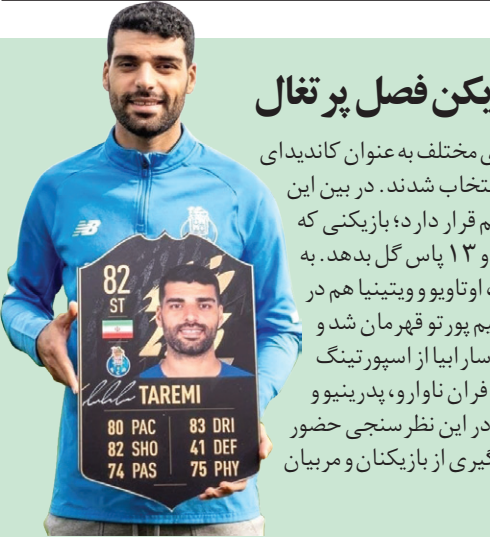 یکن فصل پرتغال
ی مختلف به عنوان کاندیدای
نتخاب شدند. در بین این
م قرار دارد؛ بازیکنی که
و ۱۳ پاس گل بدهد. به
اوتاویو و ویتینیا هم در
یم پورتو قهرمان شد و
سارابیا از اسپورتینگ
فران ناوارو، پدرینیو و
در این نظرسنجی حضور
گیری از بازیکنان و مربیان
NB
82
ST
TAREMI
80 PAC 83 DRI
82 SHO 41 DEF
74 PAS 75 PHY